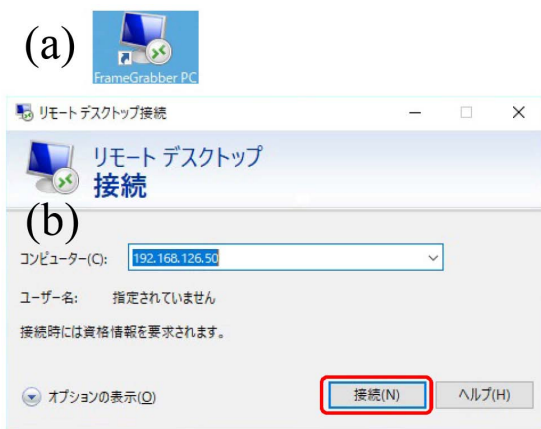 (a)
FrameGrabber PC
リモート デスクトップ接続
リモート デスクトップ
接続
(b)
コンピューター(C): 192.168.126.50
ユーザー名: 指定されていません
接続時には資格情報を要求されます。
オプションの表示(O) 接続(N) ヘルプ(H)